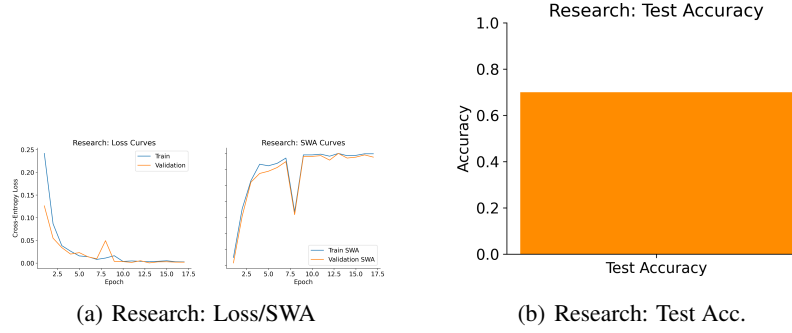 Research: Loss Curves
0.25
0.20
0.15
0.10
0.05
0.00
Cross-Entropy Loss
Train
Validation
2.5 5.0 7.5 10.0 12.5 15.0 17.5
Epoch
Research: SWA Curves
Train SWA
Validation SWA
2.5 5.0 7.5 10.0 12.5 15.0 17.5
Epoch
(a) Research: Loss/SWA
Research: Test Accuracy
1.0
0.8
0.6
0.4
0.2
0.0
Accuracy
Test Accuracy
(b) Research: Test Acc.